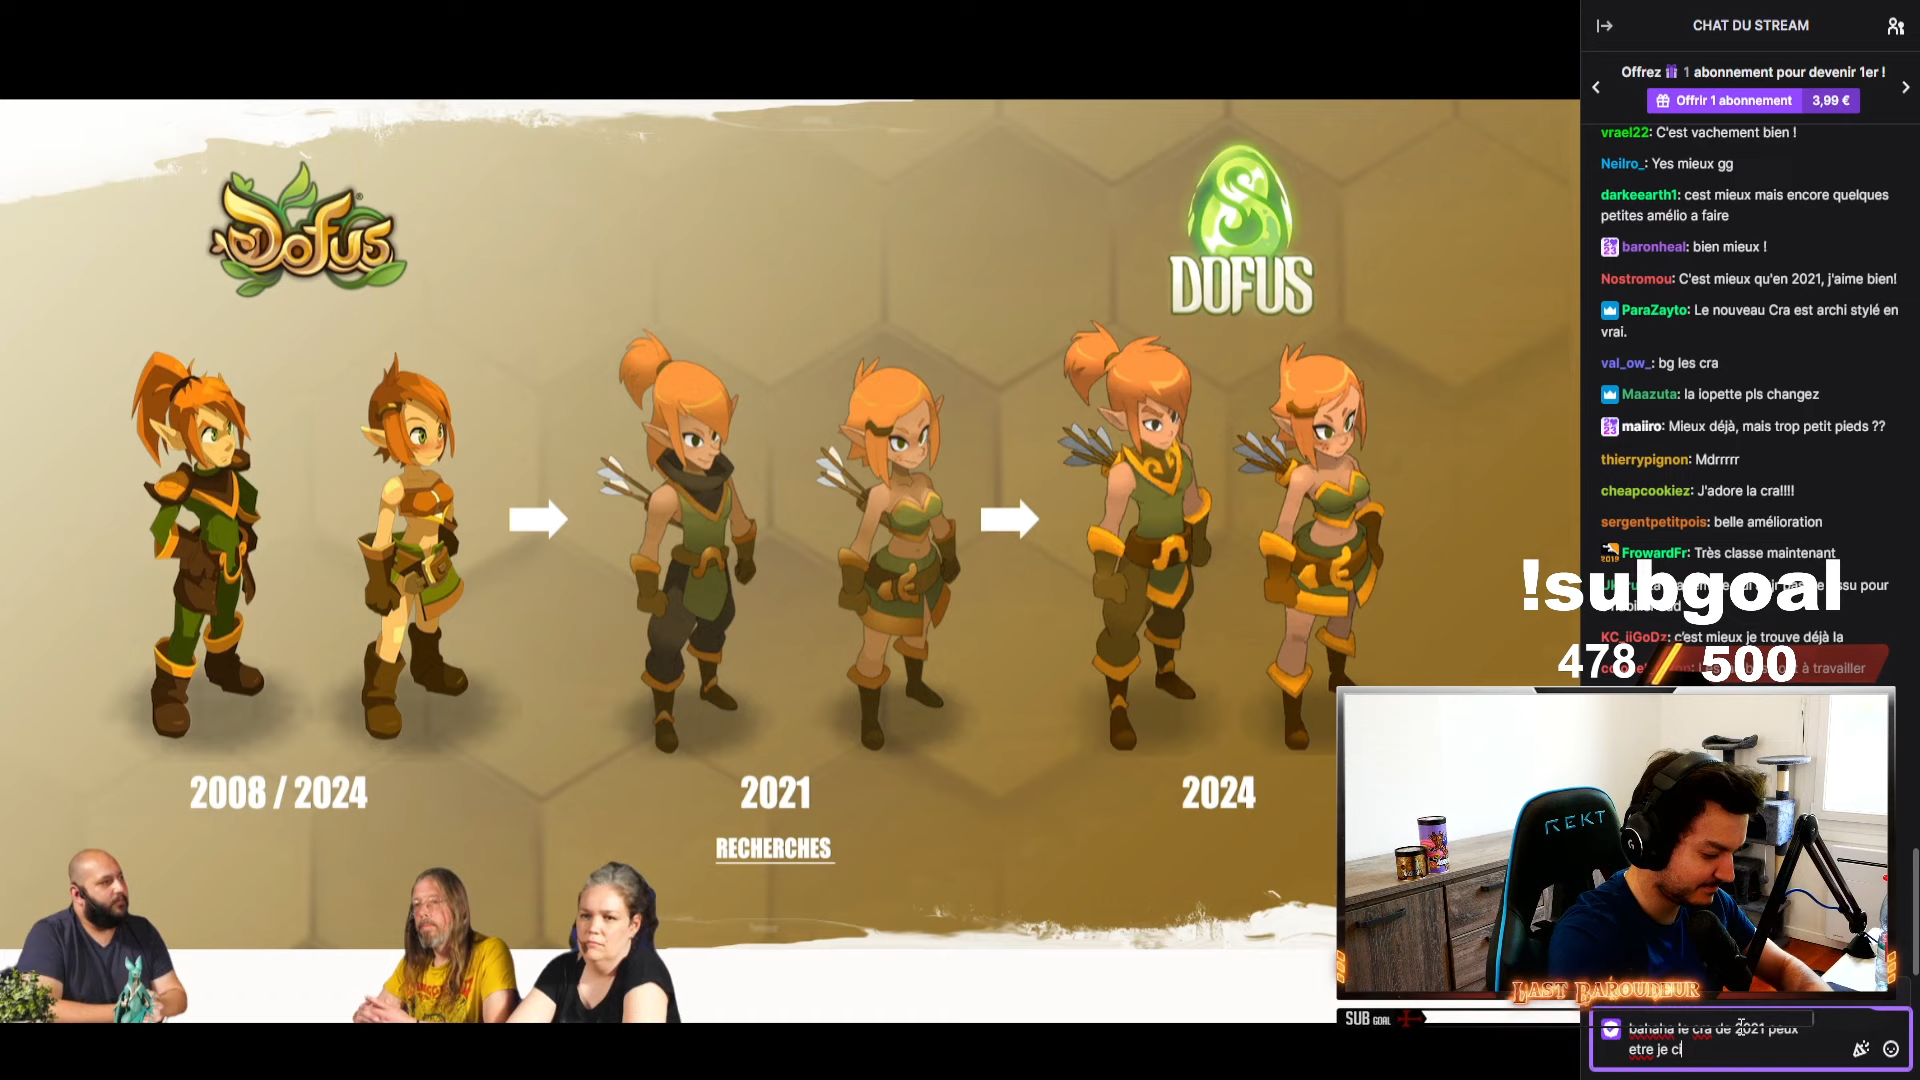 CHAT DU STREAM
Offrez 1 abonnement pour devenir 1er !
Offrir 1 abonnement 3,99 €
vrael22: C'est vachement bien !
Neilro_: Yes mieux gg
darkeearth1: cest mieux mais encore quelques
petites amélio a faire
baronheal: bien mieux !
Nostromou: C'est mieux qu'en 2021, j'aime bien!
ParaZayto: Le nouveau Cra est archi stylé en
vrai.
val_ow_: bg les cra
Maazuta: la iopette pls changez
maiiro: Mieux déjà, mais trop petit pieds ??
thierrypignon: Mdrrrrr
cheapcookiez: J'adore la cra!!!!
sergentpetitpois: belle amélioration
FrowardFr: Très classe maintenant
KC_jiGoDz: c'est mieux je trouve déjà la
à travailler
!subgoal
478 / 500
DOFUS
DOFUS
2008 / 2024
2021
2024
RECHERCHES
REKT
LAST BAROUDEUR
SUB GOAL
bahaha le cra de 2021 peux
etre je ci